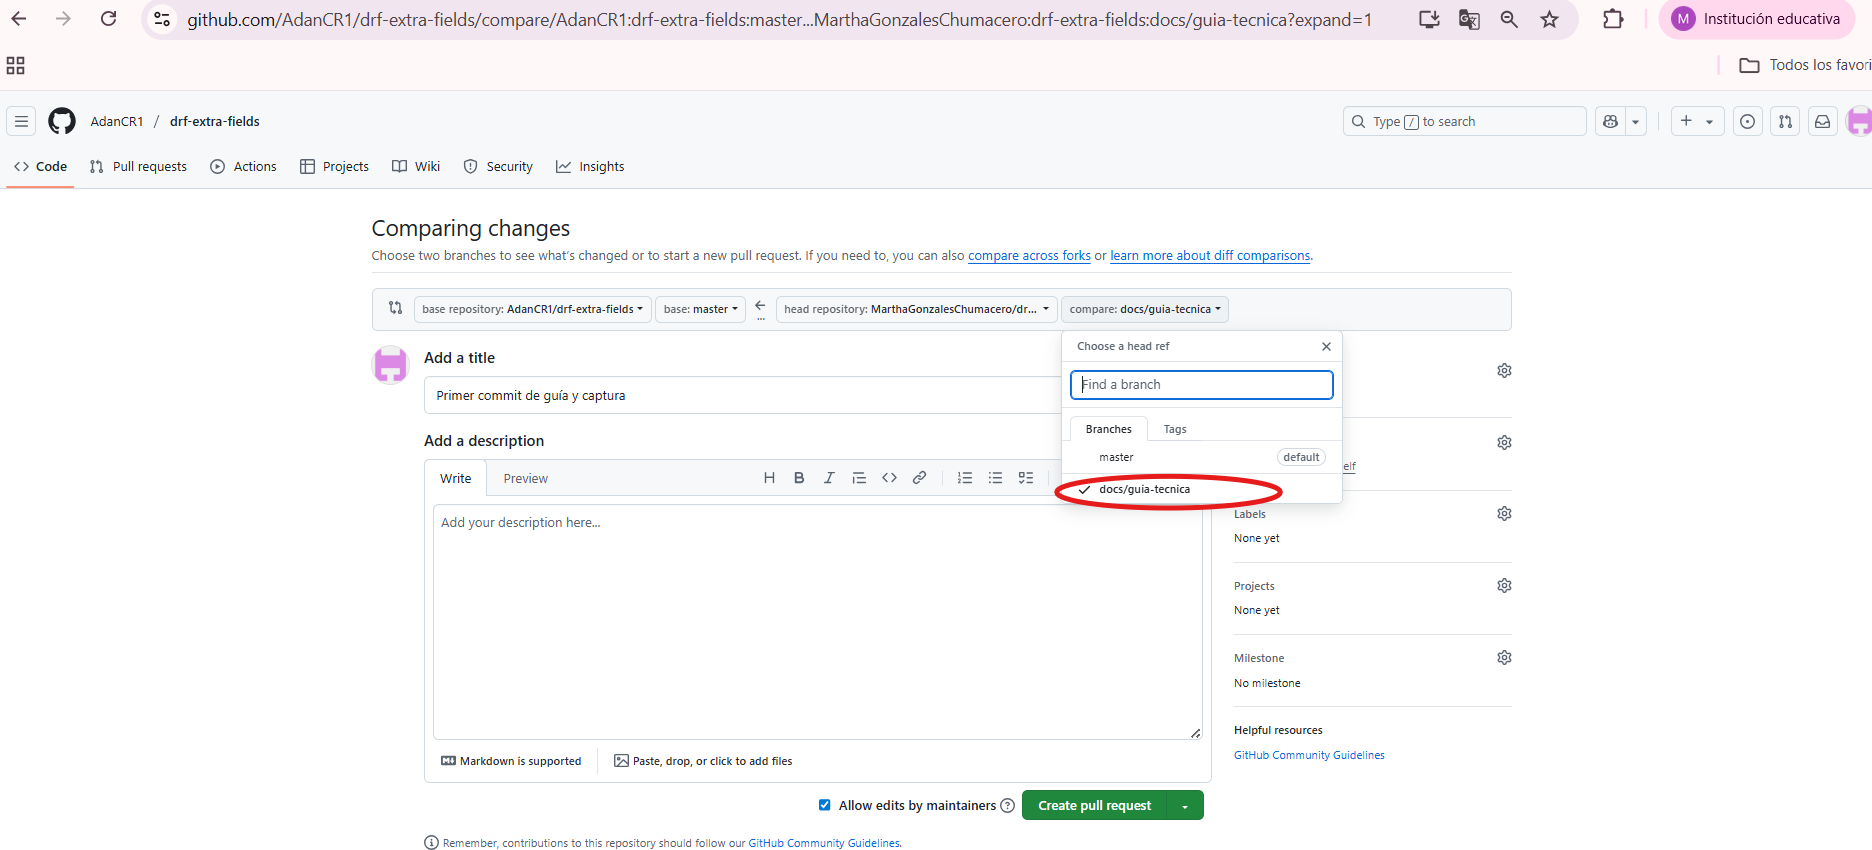 github.com/AdanCR1/drf-extra-fields/compare/AdanCR1:drf-extra-fields:master...MarthaGonzalesChumacero:drf-extra-fields:docs/guia-tecnica?expand=1
M Institución educativa
Todos los favori
AdanCR1 / drf-extra-fields
Type / to search
Code Pull requests Actions Projects Wiki Security Insights
Comparing changes
Choose two branches to see what's changed or to start a new pull request. If you need to, you can also compare across forks or learn more about diff comparisons.
base repository: AdanCR1/drf-extra-fields base: master head repository: MarthaGonzalesChumacero/dr... compare: docs/guia-tecnica
Choose a head ref
Find a branch
Branches Tags
master default
docs/guia-tecnica
Add a title
Primer commit de guía y captura
Add a description
Write Preview
Add your description here...
Markdown is supported
Paste, drop, or click to add files
Allow edits by maintainers
Create pull request
Remember, contributions to this repository should follow our GitHub Community Guidelines.
elf
Labels
None yet
Projects
None yet
Milestone
No milestone
Helpful resources
GitHub Community Guidelines